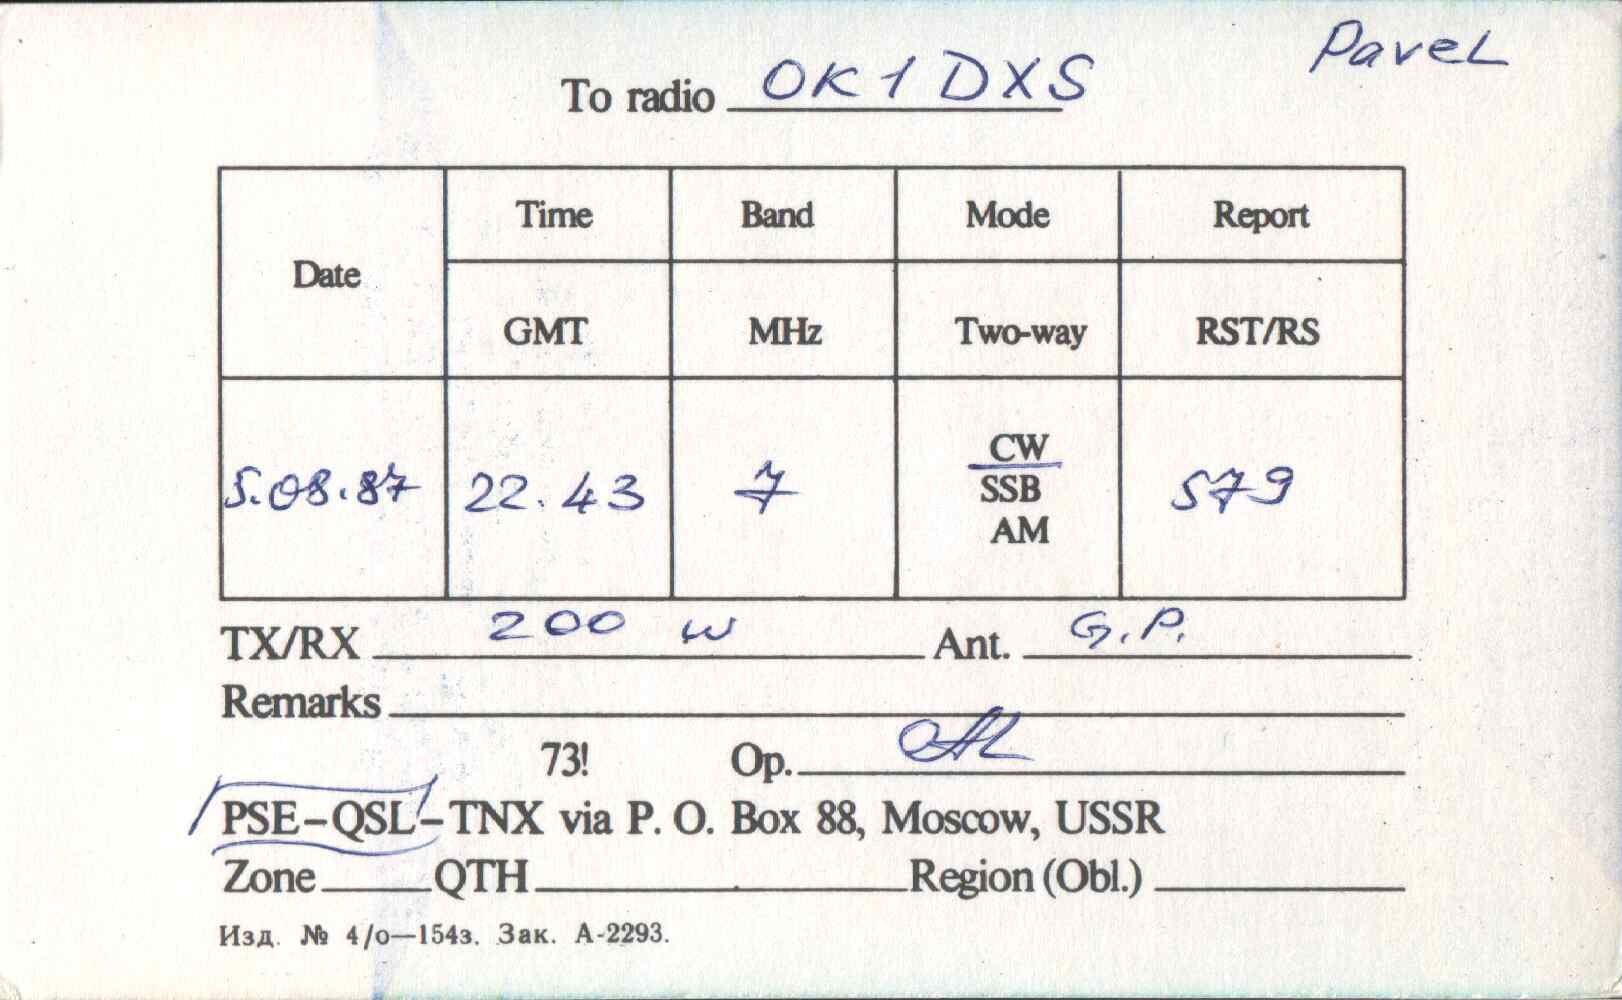 Pavel
To radio OK1DXS
Date Time Band Mode Report
GMT MHz Two-way RST/RS
5.08.87 22.43 7 CW SSB AM 579
TX/RX 200 W Ant. G.P.
Remarks
73! Op.
PSE-QSL-TNX via P. O. Box 88, Moscow, USSR
Zone QTH Region (Obl.)
Изд. № 4/о—154з. Зак. А-2293.